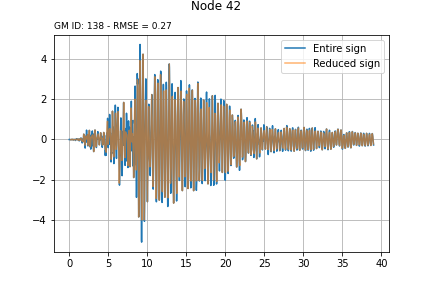 Node 42
GM ID: 138 - RMSE = 0.27
Entire sign
Reduced sign
4
2
0
−2
−4
0 5 10 15 20 25 30 35 40